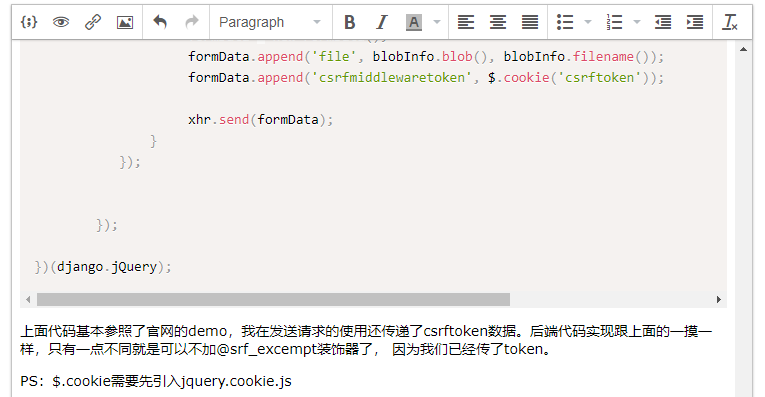 Paragraph
formData.append('file', blobInfo.blob(), blobInfo.filename());
formData.append('csrfmiddlewaretoken', $.cookie('csrftoken'));
xhr.send(formData);
}
});
});
})(django.jQuery);
上面代码基本参照了官网的demo，我在发送请求的使用还传递了csrftoken数据。后端代码实现跟上面的一摸一
样，只有一点不同就是可以不加@srf_excempt装饰器了， 因为我们已经传了token。
PS：$.cookie需要先引入jquery.cookie.js